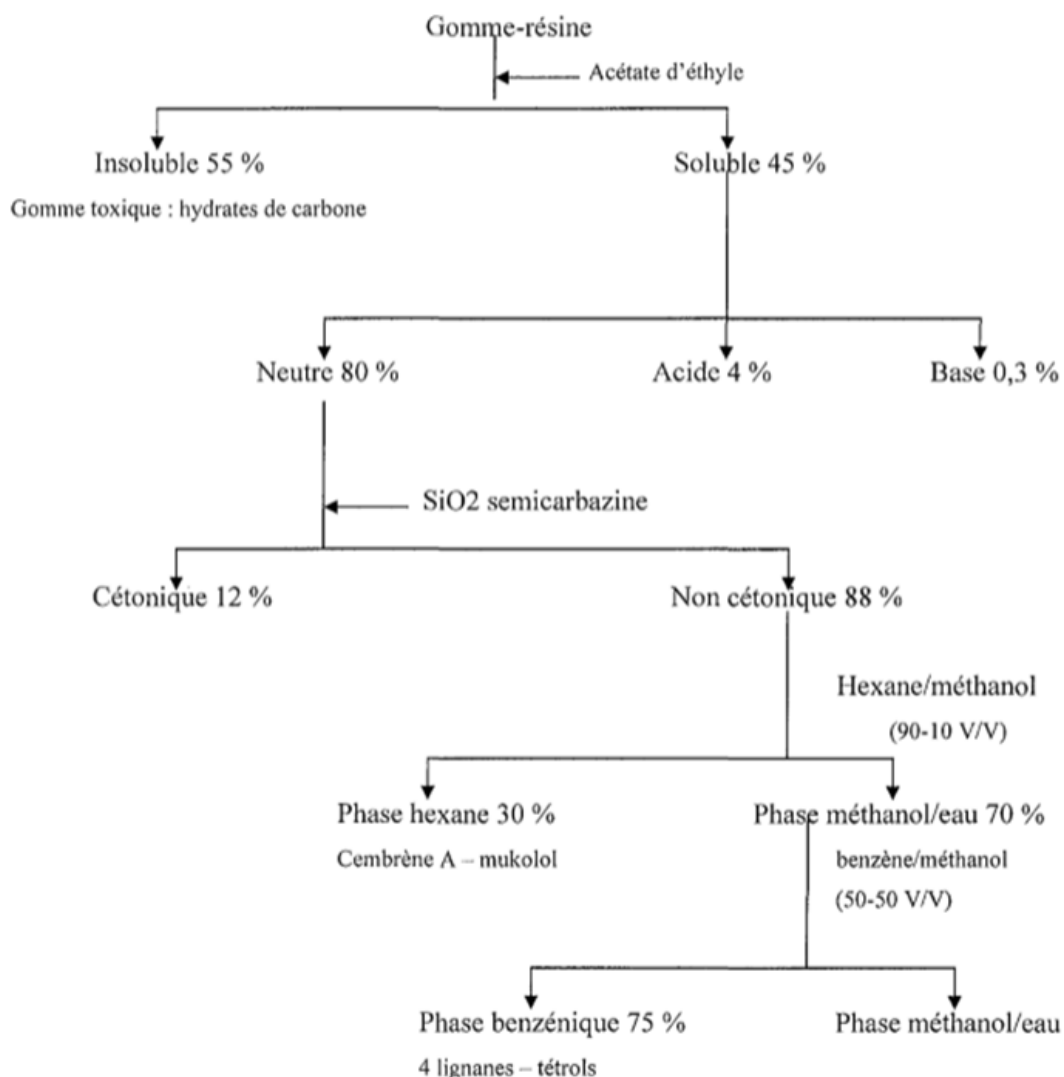 Gomme-résine
Acétate d'éthyle
Insoluble 55 %
Soluble 45 %
Gomme toxique : hydrates de carbone
Neutre 80 %
Acide 4 %
Base 0,3 %
SiO2 semicarbazine
Cétonique 12 %
Non cétonique 88 %
Hexane/méthanol
(90-10 V/V)
Phase hexane 30 %
Phase méthanol/eau 70 %
Cembrène A – mukolol
benzène/méthanol
(50-50 V/V)
Phase benzénique 75 %
Phase méthanol/eau
4 lignanes – tétrols